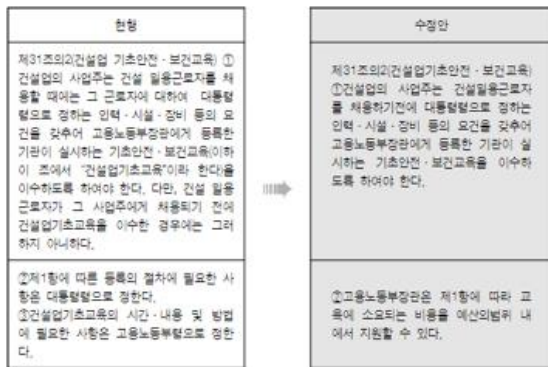 현행
제31조의2(건설업 기초안전·보건교육) ①
건설업의 사업주는 건설 일용근로자를 채
용할 때에는 그 근로자에 대하여 대통령
령으로 정하는 인력·시설·장비 등의 요
건을 갖추어 고용노동부장관에게 등록한
기관이 실시하는 기초안전·보건교육(이하
이 조에서 "건설업기초교육"이라 한다)을
이수하도록 하여야 한다. 다만, 건설 일용
근로자가 그 사업주에게 채용되기 전에
건설업기초교육을 이수한 경우에는 그러
하지 아니하다.
②제1항에 따른 등록의 절차에 필요한 사
항은 대통령령으로 정한다.
③건설업기초교육의 시간·내용 및 방법
에 필요한 사항은 고용노동부령으로 정한
다.
수정안
제31조의2(건설업기초안전·보건교육)
①건설업의 사업주는 건설일용근로자
를 채용하기전에 대통령령으로 정하는
인력·시설·장비 등의 요건을 갖추어
고용노동부장관에게 등록한 기관이 실
시하는 기초안전·보건교육을 이수하
도록 하여야 한다.
②고용노동부장관은 제1항에 따라 교
육에 소요되는 비용을 예산의범위 내
에서 지원할 수 있다.